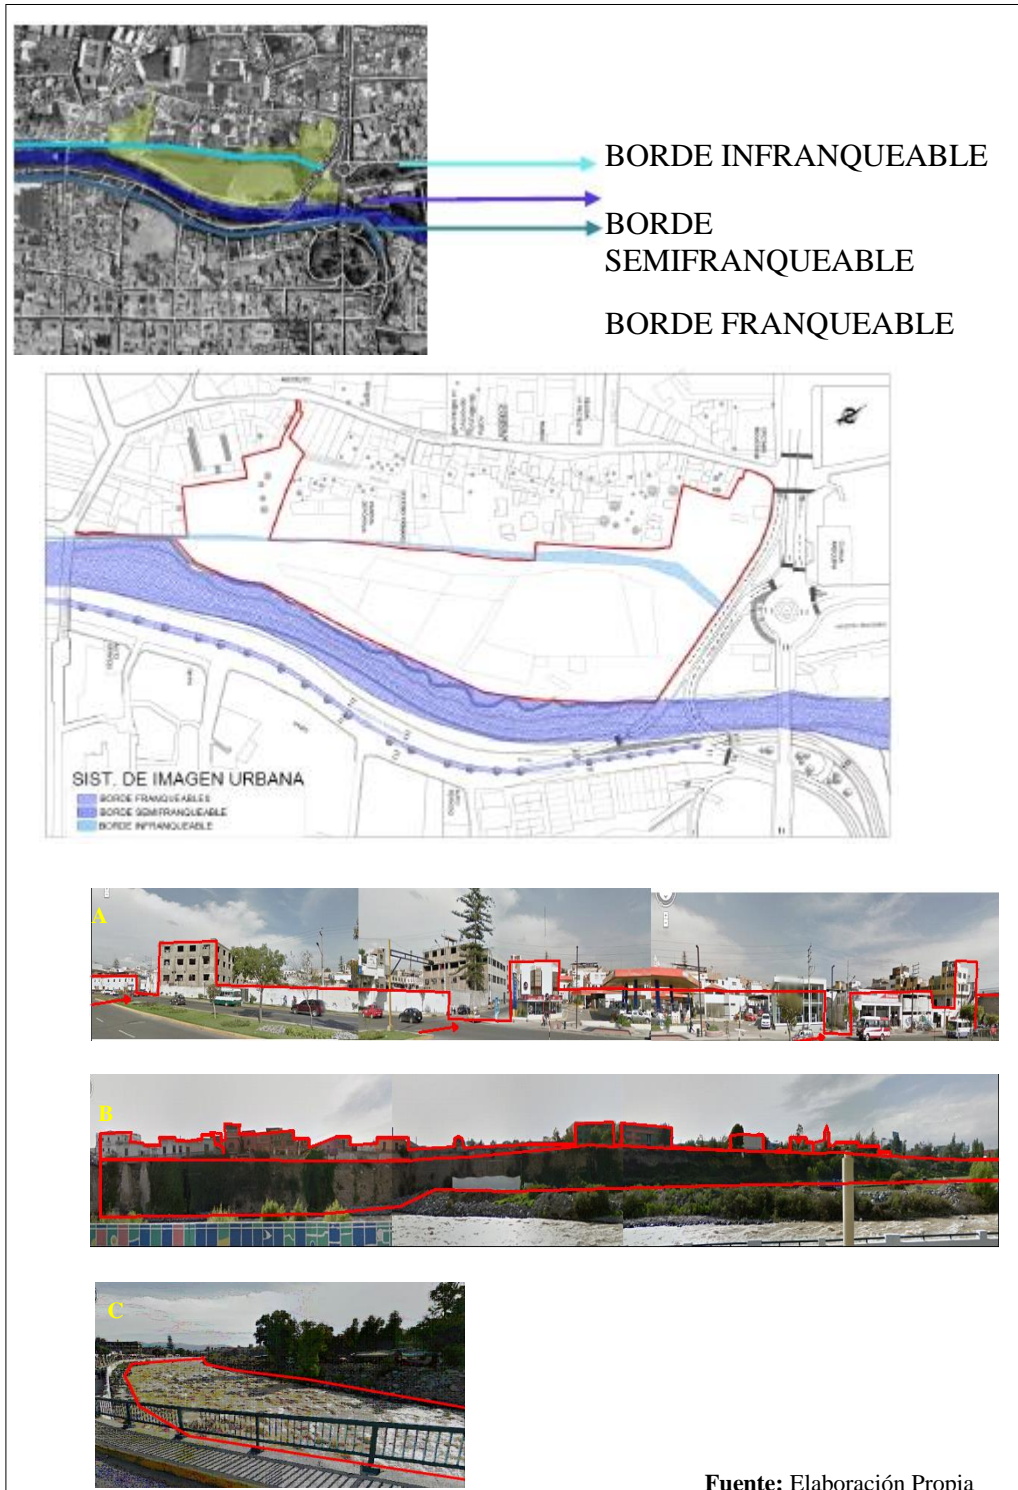 BORDE INFRANQUEABLE
BORDE
SEMIFRANQUEABLE
BORDE FRANQUEABLE
SIST. DE IMAGEN URBANA
BORDE FRANQUEABLES
BORDE SEMIFRANQUEABLE
BORDE INFRANQUEABLE
A
B
C
Fuente: Elaboración Propia